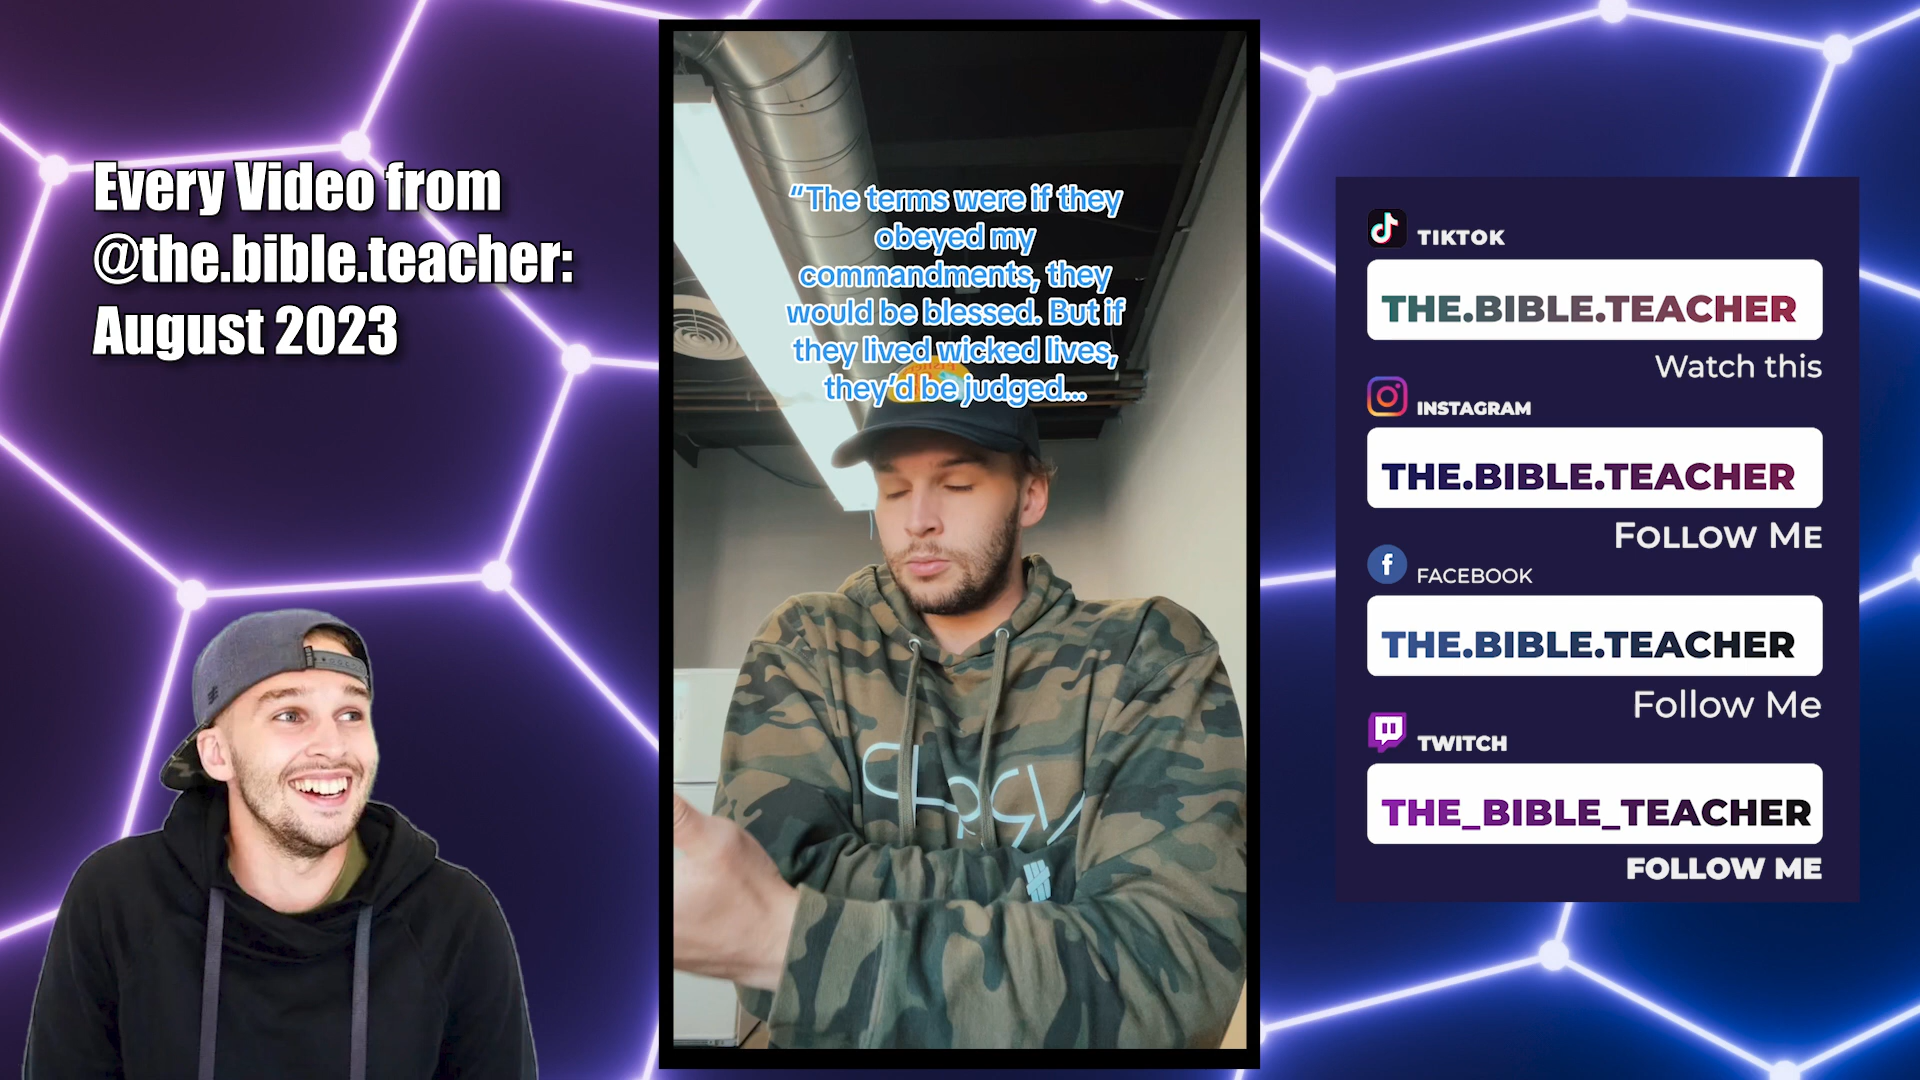 Every Video from
@the.bible.teacher:
August 2023
“The terms were if they
obeyed my
commandments, they
would be blessed. But if
they lived wicked lives,
they’d be judged...
TIKTOK
THE.BIBLE.TEACHER
Watch this
INSTAGRAM
THE.BIBLE.TEACHER
FOLLOW ME
FACEBOOK
THE.BIBLE.TEACHER
Follow Me
TWITCH
THE_BIBLE_TEACHER
FOLLOW ME